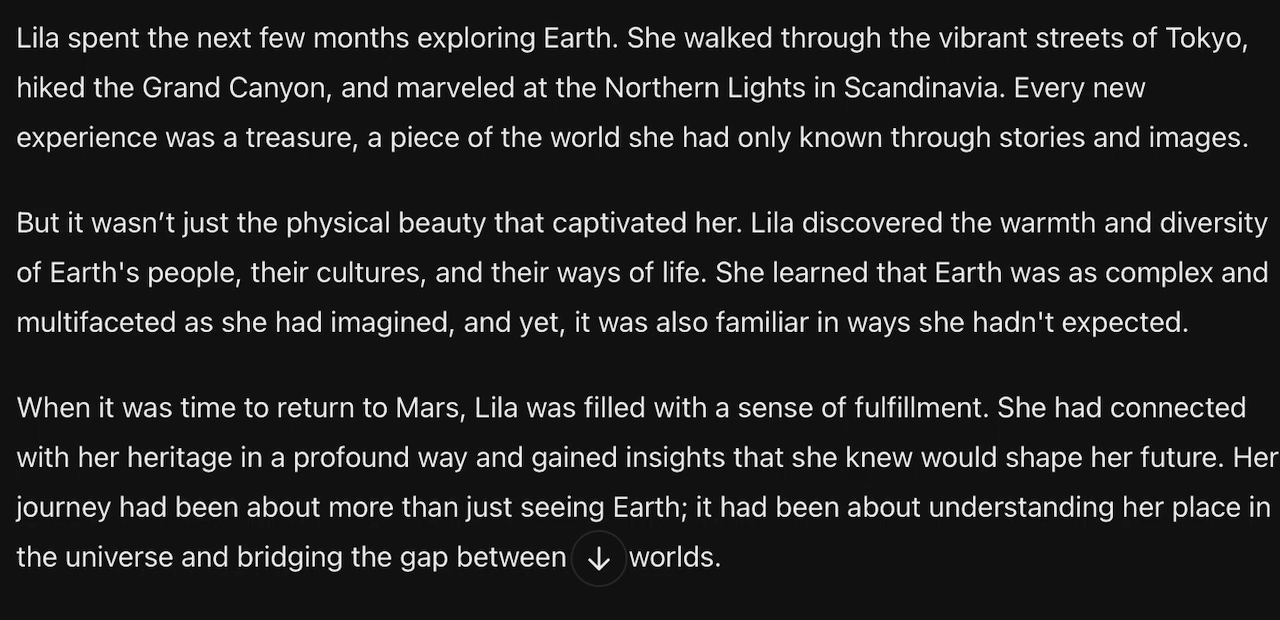 Lila spent the next few months exploring Earth. She walked through the vibrant streets of Tokyo,
hiked the Grand Canyon, and marveled at the Northern Lights in Scandinavia. Every new
experience was a treasure, a piece of the world she had only known through stories and images.
But it wasn’t just the physical beauty that captivated her. Lila discovered the warmth and diversity
of Earth's people, their cultures, and their ways of life. She learned that Earth was as complex and
multifaceted as she had imagined, and yet, it was also familiar in ways she hadn't expected.
When it was time to return to Mars, Lila was filled with a sense of fulfillment. She had connected
with her heritage in a profound way and gained insights that she knew would shape her future. Her
journey had been about more than just seeing Earth; it had been about understanding her place in
the universe and bridging the gap between worlds.